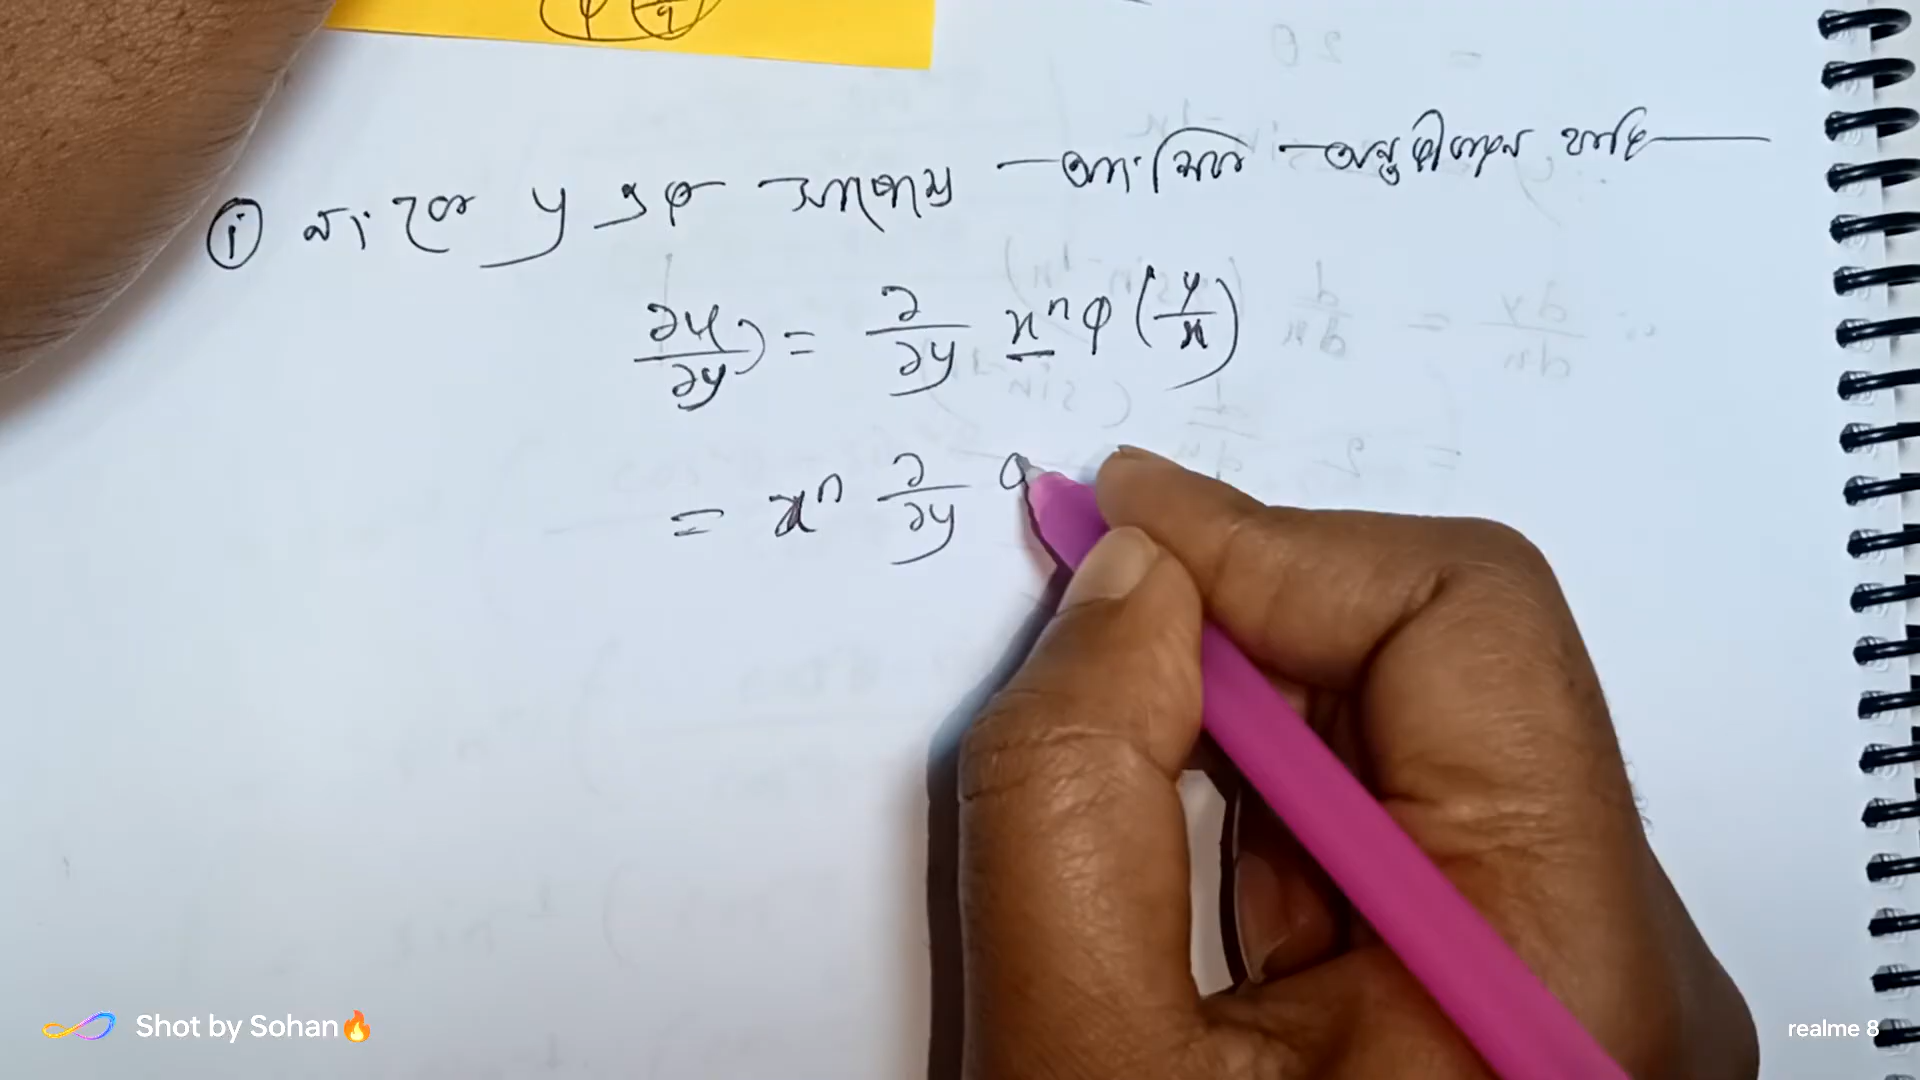 (i) নং হতে y এর সাপেক্ষে আংশিক অন্তরীকরণ করি
∂u/∂y = ∂/∂y xⁿ φ(y/x)
= xⁿ ∂/∂y
Shot by Sohan🔥
realme 8